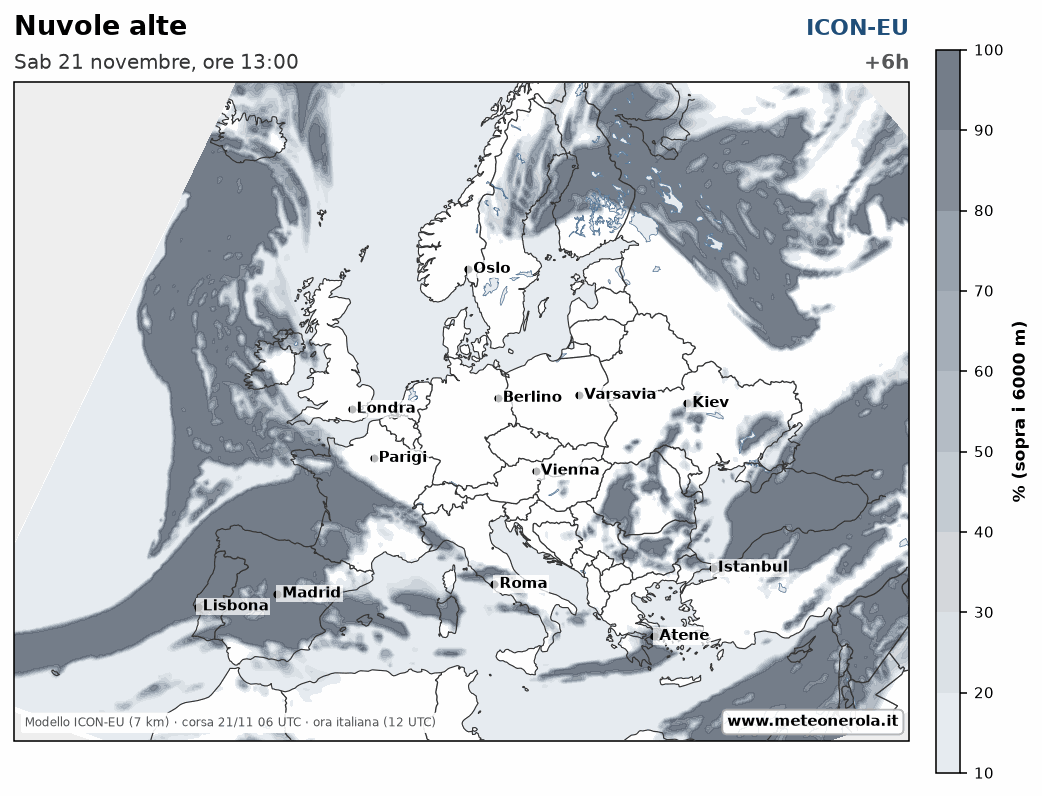 Nuvole alte
ICON-EU
Sab 21 novembre, ore 13:00
+6h
100
90
80
70
60
50
40
30
20
10
% (sopra i 6000 m)
Oslo
Londra
Berlino
Varsavia
Kiev
Parigi
Vienna
Istanbul
Roma
Madrid
Lisbona
Atene
Modello ICON-EU (7 km) · corsa 21/11 06 UTC · ora italiana (12 UTC)
www.meteonerola.it